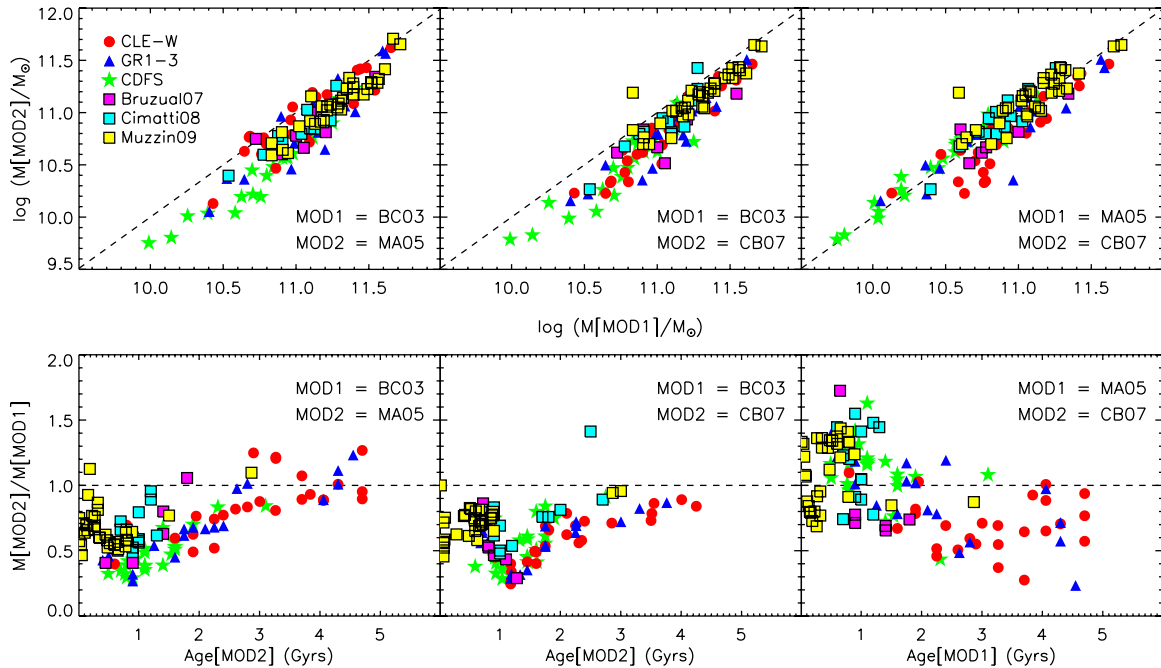 12.0
11.5
11.0
10.5
10.0
9.5
log (M[MOD2]/M⊙)
CLE-W
GR1-3
CDFS
Bruzual07
Cimatti08
Muzzin09
MOD1 = BC03
MOD2 = MA05
MOD1 = BC03
MOD2 = CB07
MOD1 = MA05
MOD2 = CB07
10.0 10.5 11.0 11.5
10.0 10.5 11.0 11.5
10.0 10.5 11.0 11.5
log (M[MOD1]/M⊙)
2.0
1.5
1.0
0.5
0.0
M[MOD2]/M[MOD1]
MOD1 = BC03
MOD2 = MA05
MOD1 = BC03
MOD2 = CB07
MOD1 = MA05
MOD2 = CB07
1 2 3 4 5
1 2 3 4 5
1 2 3 4 5
Age[MOD2] (Gyrs)
Age[MOD2] (Gyrs)
Age[MOD1] (Gyrs)